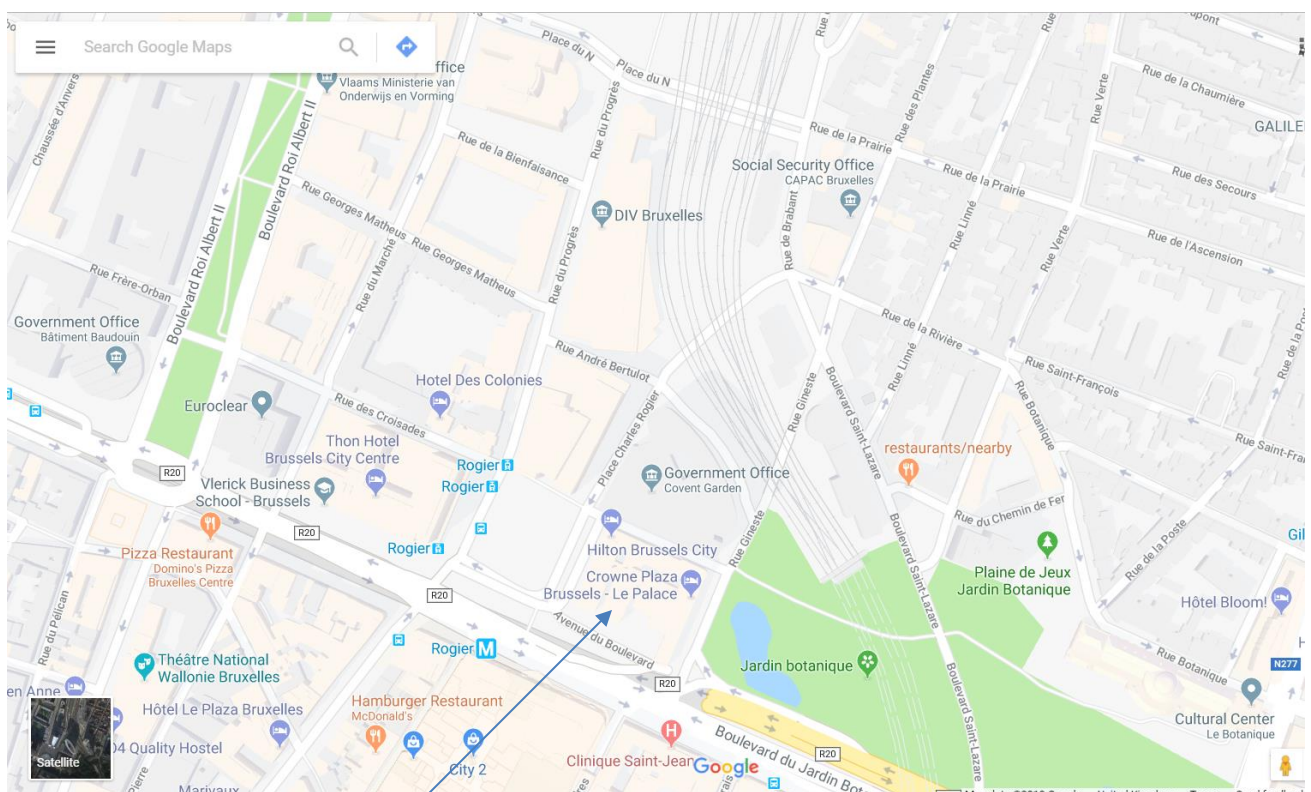 Search Google Maps
ffice
Vlaams Ministerie van
Onderwijs en Vorming
Place du N
Place du N
Rue du Progrès
Rue des Plantes
Rue Verte
Rue de la Chaumière
GALILE
Chaussée d'Anvers
Boulevard Roi Albert II
Boulevard Roi Albert II
Rue de la Bienfaisance
Rue de la Prairie
Rue de la Prairie
Social Security Office
CAPAC Bruxelles
Rue des Secours
Rue Georges Matheus
Rue Georges Matheus
DIV Bruxelles
Rue de Brabant
Rue Linné
Rue Verte
Rue de l'Ascension
Rue Frère-Orban
Rue du Marché
Rue du Progrès
Government Office
Bâtiment Baudouin
Rue de la Rivière
Rue André Bertulot
Rue Linné
Rue Saint-François
Hotel Des Colonies
Euroclear
Rue des Croisades
Place Charles Rogier
Rue Gineste
Boulevard Saint-Lazare
Rue Botanique
Thon Hotel
Brussels City Centre
restaurants/nearby
Rogier
Rogier
R20
Vlerick Business
School - Brussels
Government Office
Covent Garden
Rue du Chemin de Fer
Rue de la Poste
R20
Rogier
Hilton Brussels City
Rue Gineste
Boulevard Saint-Lazare
Pizza Restaurant
Domino's Pizza
Bruxelles Centre
Crowne Plaza
Brussels - Le Palace
Plaine de Jeux
Jardin Botanique
Hôtel Bloom!
R20
Rue du Pélican
Avenue du Boulevard
Rogier M
Théâtre National
Wallonie Bruxelles
Jardin botanique
Rue Botanique
N277
R20
en Anne
Hôtel Le Plaza Bruxelles
Hamburger Restaurant
McDonald's
Boulevard Saint-Lazare
Cultural Center
Le Botanique
4 Quality Hostel
City 2
Clinique Saint-Jean
Google
Boulevard du Jardin Bot
R20
Satellite
Marivaux